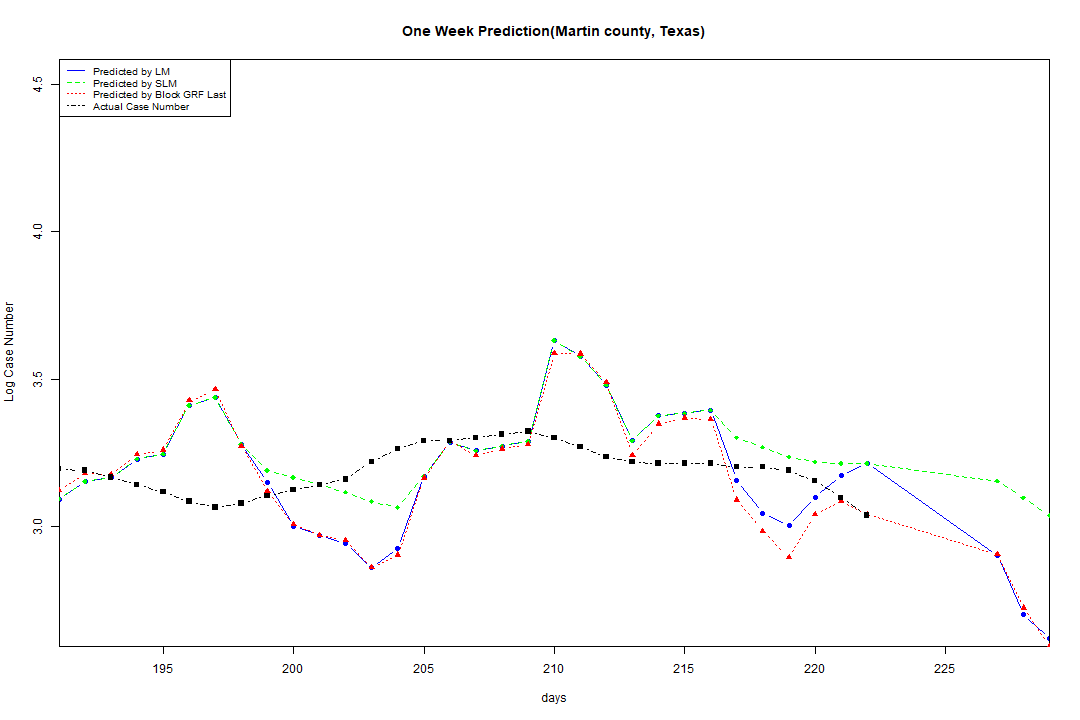 One Week Prediction(Martin county, Texas)
Predicted by LM
Predicted by SLM
Predicted by Block GRF Last
Actual Case Number
4.5
4.0
3.5
3.0
Log Case Number
195 200 205 210 215 220 225
days